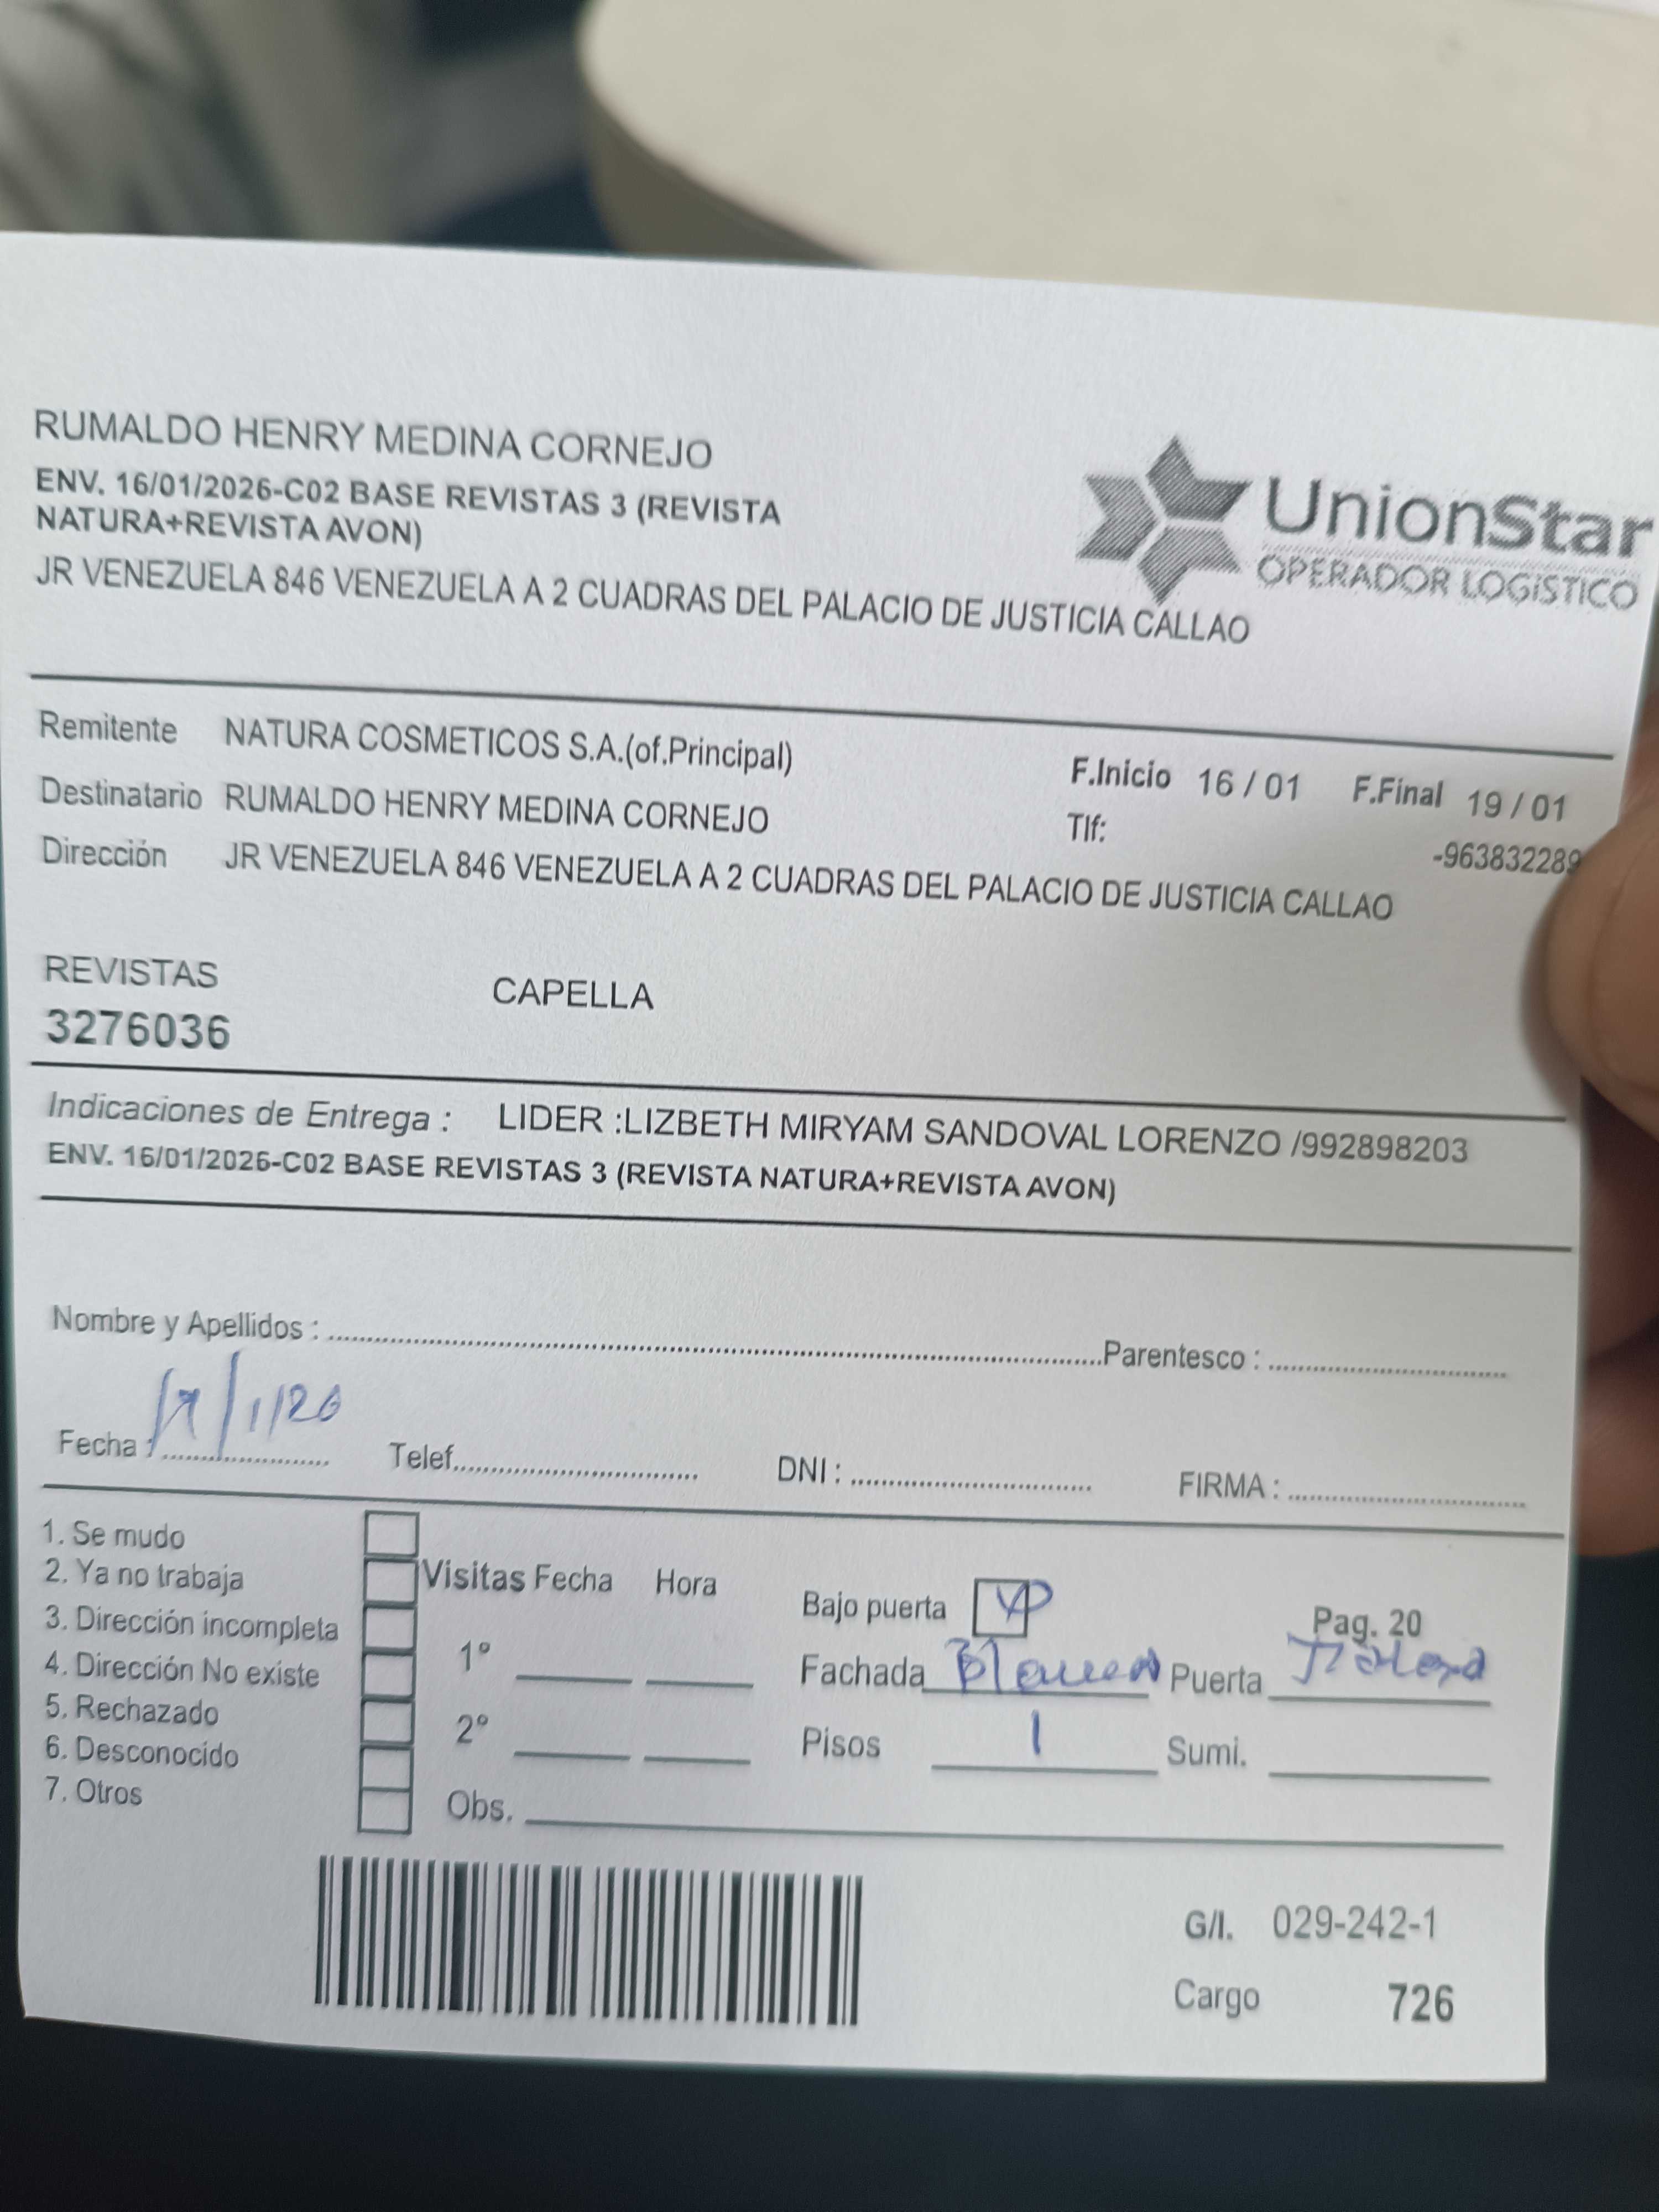 RUMALDO HENRY MEDINA CORNEJO
ENV. 16/01/2026-C02 BASE REVISTAS 3 (REVISTA
NATURA+REVISTA AVON)
JR VENEZUELA 846 VENEZUELA A 2 CUADRAS DEL PALACIO DE JUSTICIA CALLAO
UnionStar
OPERADOR LOGISTICO
Remitente NATURA COSMETICOS S.A.(of.Principal)
F.Inicio 16 / 01 F.Final 19 / 01
Destinatario RUMALDO HENRY MEDINA CORNEJO
Tlf: -963832289
Dirección JR VENEZUELA 846 VENEZUELA A 2 CUADRAS DEL PALACIO DE JUSTICIA CALLAO
REVISTAS CAPELLA
3276036
Indicaciones de Entrega : LIDER :LIZBETH MIRYAM SANDOVAL LORENZO /992898203
ENV. 16/01/2026-C02 BASE REVISTAS 3 (REVISTA NATURA+REVISTA AVON)
Nombre y Apellidos : Parentesco :
Fecha : 17/1/26 Telef. DNI : FIRMA :
1. Se mudo
2. Ya no trabaja
3. Dirección incompleta
4. Dirección No existe
5. Rechazado
6. Desconocido
7. Otros
Visitas Fecha Hora
1º
2º
Obs.
Bajo puerta Pag. 20
Fachada Puerta
Pisos 1 Sumi.
G/I. 029-242-1
Cargo 726